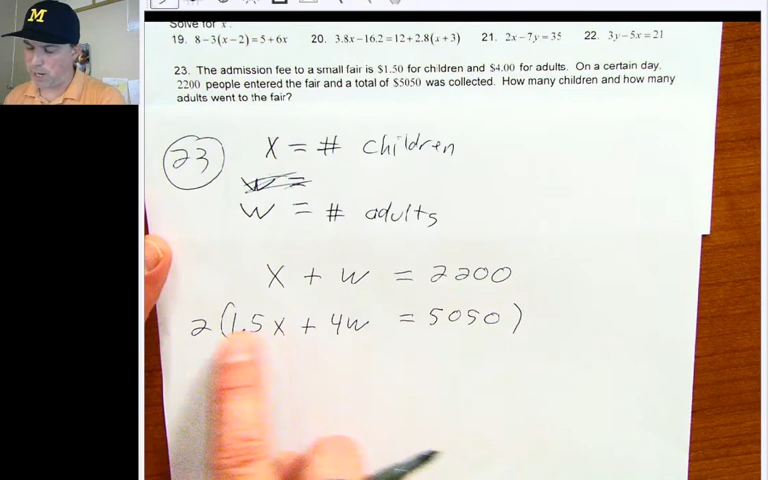 M
Solve for x.
19. 8−3(x−2)=5+6x 20. 3.8x−16.2=12+2.8(x+3) 21. 2x−7y=35 22. 3y−5x=21
23. The admission fee to a small fair is $1.50 for children and $4.00 for adults. On a certain day,
2200 people entered the fair and a total of $5050 was collected. How many children and how many
adults went to the fair?
23 x = # children
w = # adults
x + w = 2200
2(1.5x + 4w = 5050)